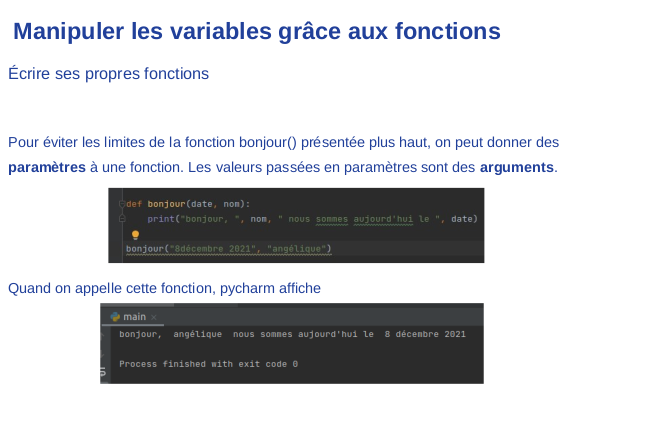 Manipuler les variables grâce aux fonctions
Écrire ses propres fonctions
Pour éviter les limites de la fonction bonjour() présentée plus haut, on peut donner des
paramètres à une fonction. Les valeurs passées en paramètres sont des arguments.
def bonjour(date, nom):
print("bonjour, ", nom, " nous sommes aujourd'hui le ", date)
bonjour("8décembre 2021", "angélique")
Quand on appelle cette fonction, pycharm affiche
main ×
bonjour,  angélique  nous sommes aujourd'hui le  8 décembre 2021
Process finished with exit code 0